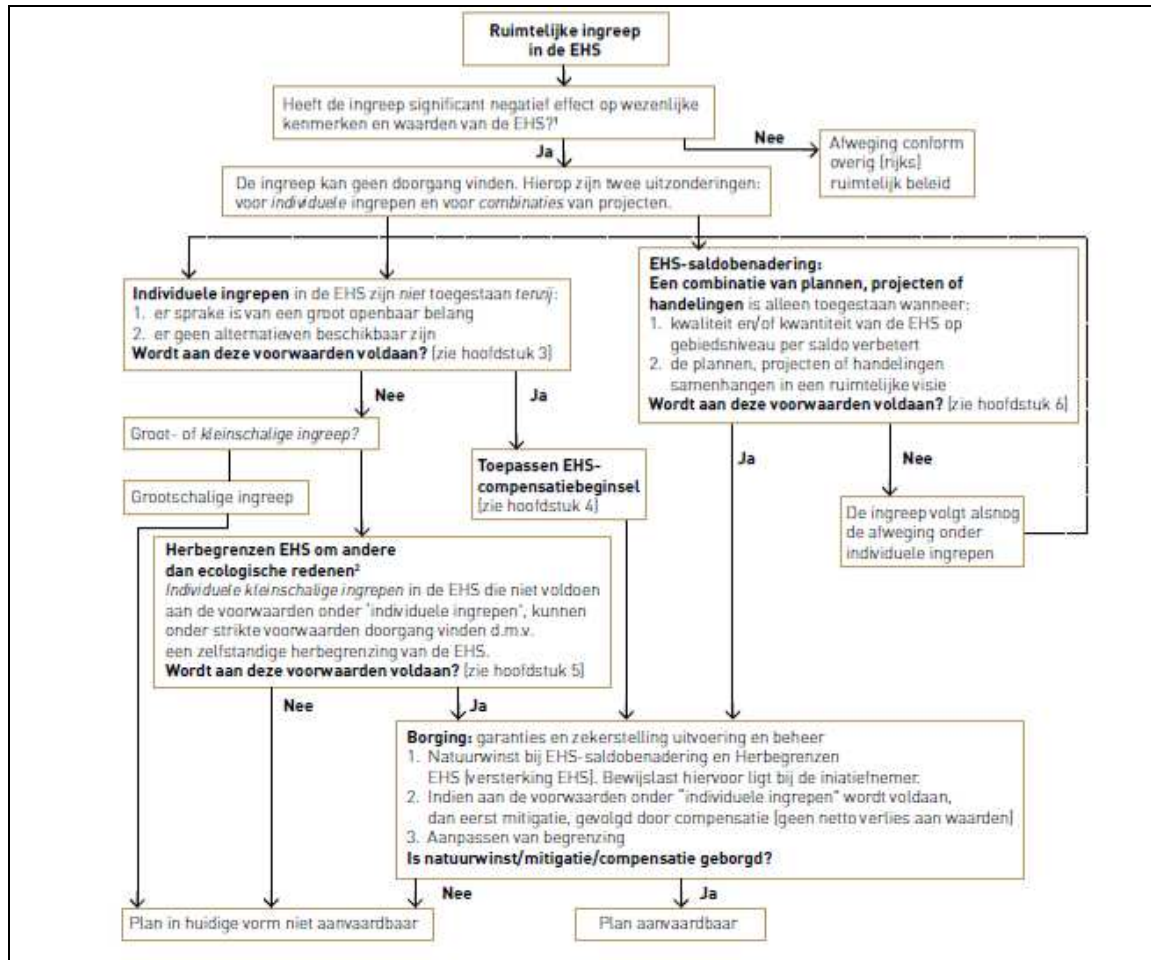 Ruimtelijke ingreep
in de EHS
Heeft de ingreep significant negatief effect op wezenlijke
kenmerken en waarden van de EHS?¹
Nee
Ja
Afweging conform
overig (rijks)
ruimtelijk beleid
De ingreep kan geen doorgang vinden. Hierop zijn twee uitzonderingen:
voor individuele ingrepen en voor combinaties van projecten.
Individuele ingrepen in de EHS zijn niet toegestaan tenzij:
1. er sprake is van een groot openbaar belang
2. er geen alternatieven beschikbaar zijn
Wordt aan deze voorwaarden voldaan? (zie hoofdstuk 3)
EHS-saldobenadering:
Een combinatie van plannen, projecten of
handelingen is alleen toegestaan wanneer:
1. kwaliteit en/of kwantiteit van de EHS op
gebiedsniveau per saldo verbetert
2. de plannen, projecten of handelingen
samenhangen in een ruimtelijke visie
Wordt aan deze voorwaarden voldaan? (zie hoofdstuk 6)
Nee
Ja
Groot- of kleinschalige ingreep?
Grootschalige ingreep
Toepassen EHS-
compensatiebeginsel
(zie hoofdstuk 4)
Ja
Nee
De ingreep volgt alsnog
de afweging onder
individuele ingrepen
Herbegrenzen EHS om andere
dan ecologische redenen²
Individuele kleinschalige ingrepen in de EHS die niet voldoen
aan de voorwaarden onder "individuele ingrepen", kunnen
onder strikte voorwaarden doorgang vinden d.m.v.
een zelfstandige herbegrenzing van de EHS.
Wordt aan deze voorwaarden voldaan? (zie hoofdstuk 5)
Nee
Ja
Borging: garanties en zekerstelling uitvoering en beheer
1. Natuurwinst bij EHS-saldobenadering en Herbegrenzen
EHS (versterking EHS). Bewijslast hiervoor ligt bij de iniatiefnemer.
2. Indien aan de voorwaarden onder "individuele ingrepen" wordt voldaan,
dan eerst mitigatie, gevolgd door compensatie (geen netto verlies aan waarden)
3. Aanpassen van begrenzing
Is natuurwinst/mitigatie/compensatie geborgd?
Nee
Ja
Plan in huidige vorm niet aanvaardbaar
Plan aanvaardbaar